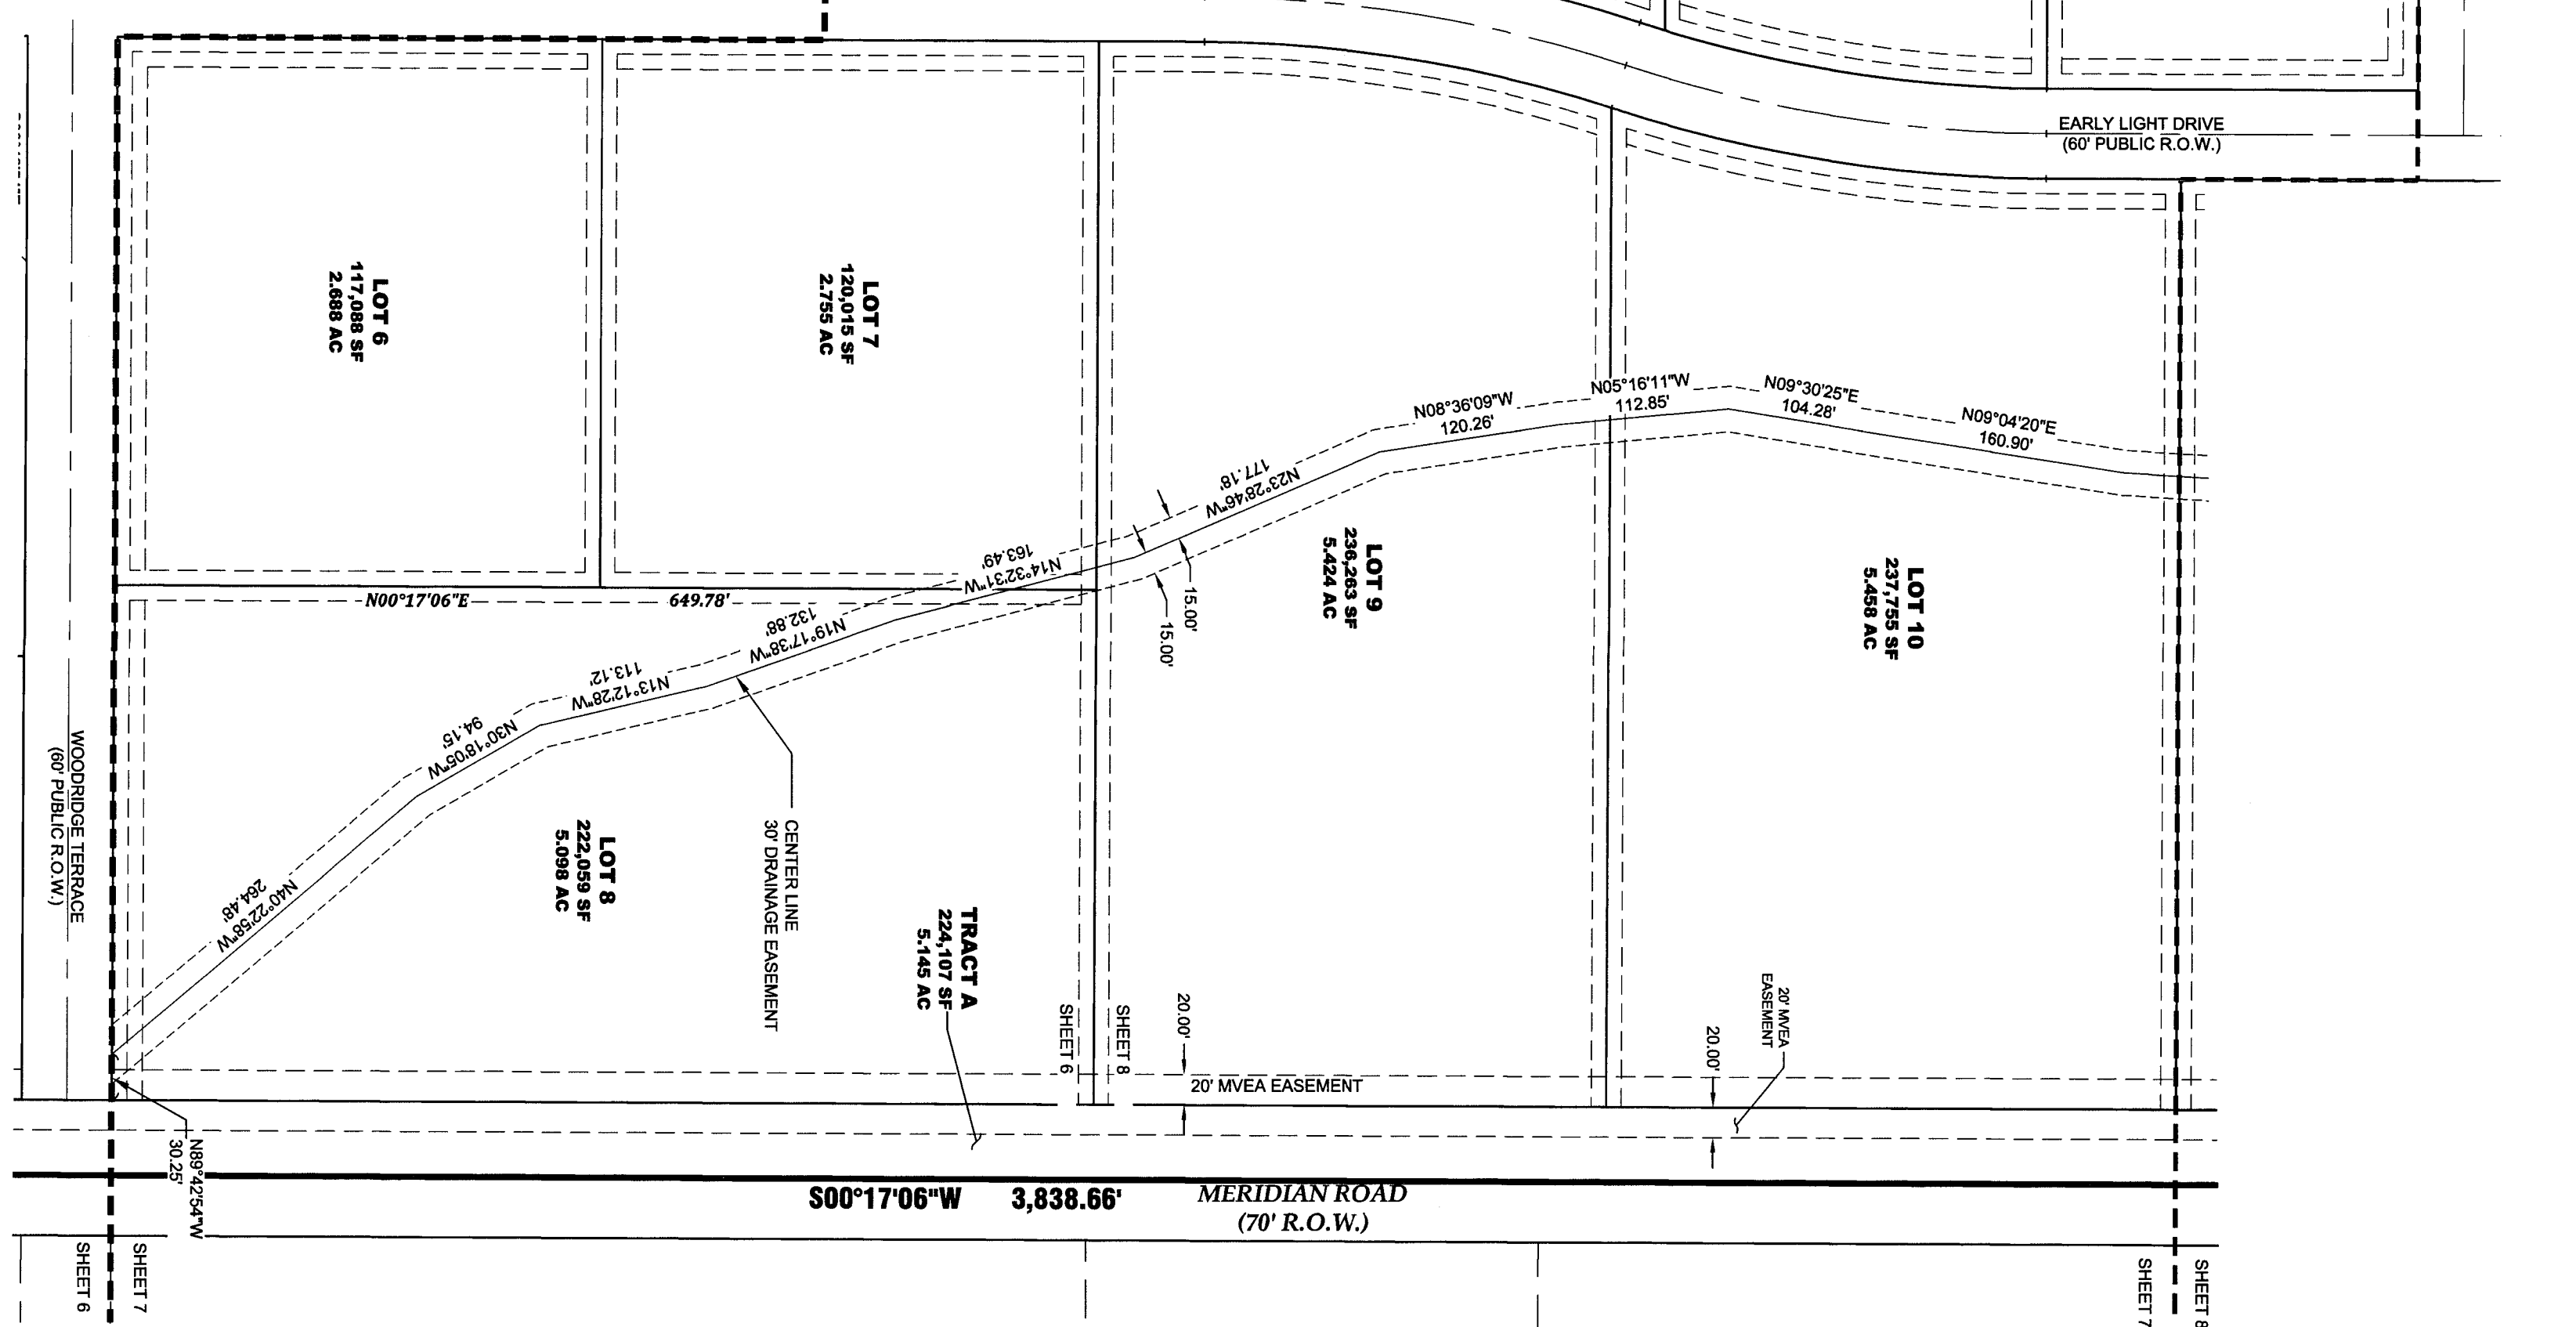 EARLY LIGHT DRIVE
(60' PUBLIC R.O.W.)
LOT 6
117,088 SF
2.688 AC
LOT 7
120,015 SF
2.755 AC
N08°36'09"W
120.26'
N05°16'11"W
112.85'
N09°30'25"E
104.28'
N09°04'20"E
160.90'
N23°28'46"W
177.18'
N14°32'31"W
163.49'
15.00'
15.00'
LOT 9
236,263 SF
5.424 AC
LOT 10
237,755 SF
5.458 AC
N00°17'06"E
649.78'
N19°17'38"W
132.88'
N13°12'28"W
113.12'
N30°18'05"W
94.15'
N40°22'58"W
264.48'
WOODRIDGE TERRACE
(60' PUBLIC R.O.W.)
LOT 8
222,059 SF
5.098 AC
CENTER LINE
30' DRAINAGE EASEMENT
TRACT A
224,107 SF
5.145 AC
SHEET 6
SHEET 8
20.00'
20' MVEA EASEMENT
20.00'
20' MVEA
EASEMENT
N89°42'54"W
30.25'
S00°17'06"W 3,838.66'
MERIDIAN ROAD
(70' R.O.W.)
SHEET 6
SHEET 7
SHEET 7
SHEET 8